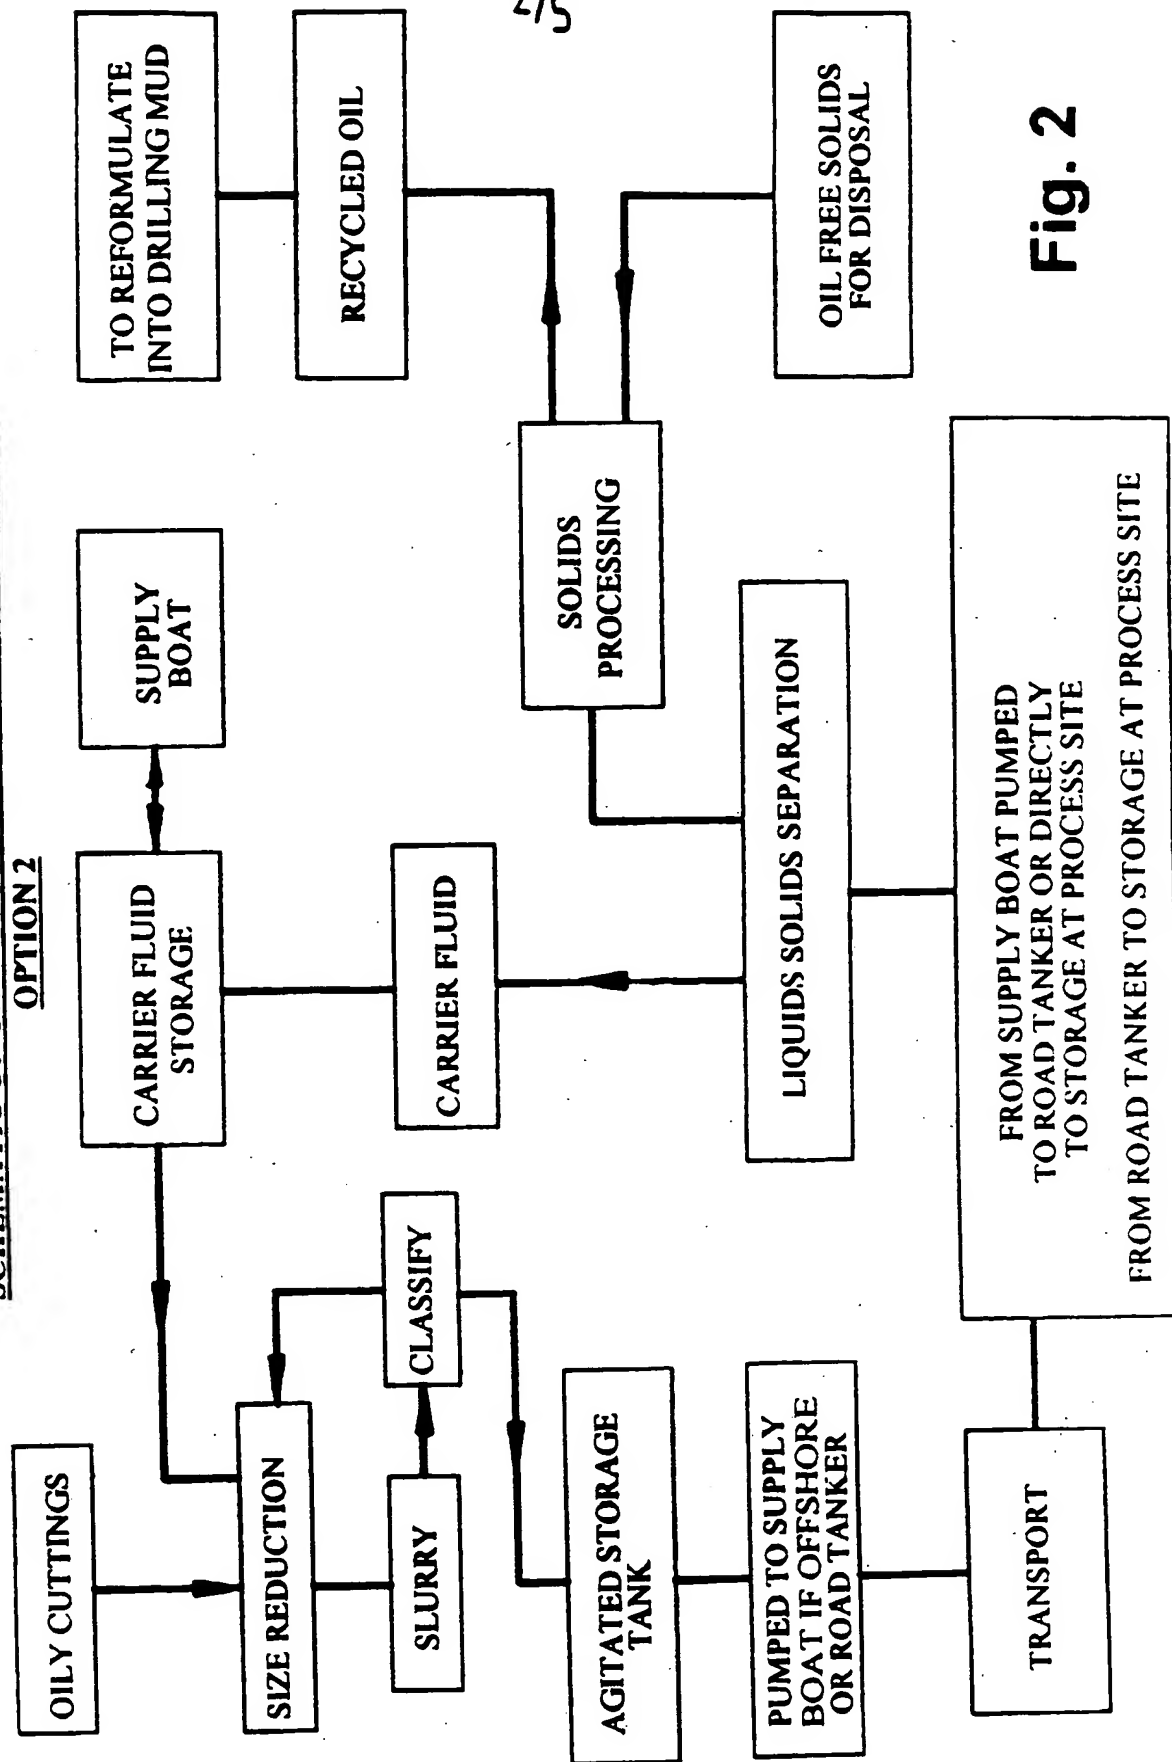 OPTION 2
OILY CUTTINGS
SIZE REDUCTION
SLURRY
CLASSIFY
AGITATED STORAGE
TANK
PUMPED TO SUPPLY
BOAT IF OFFSHORE
OR ROAD TANKER
TRANSPORT
CARRIER FLUID
STORAGE
SUPPLY
BOAT
CARRIER FLUID
LIQUIDS SOLIDS SEPARATION
FROM SUPPLY BOAT PUMPED
TO ROAD TANKER OR DIRECTLY
TO STORAGE AT PROCESS SITE
FROM ROAD TANKER TO STORAGE AT PROCESS SITE
SOLIDS
PROCESSING
TO REFORMULATE
INTO DRILLING MUD
RECYCLED OIL
OIL FREE SOLIDS
FOR DISPOSAL
Fig. 2